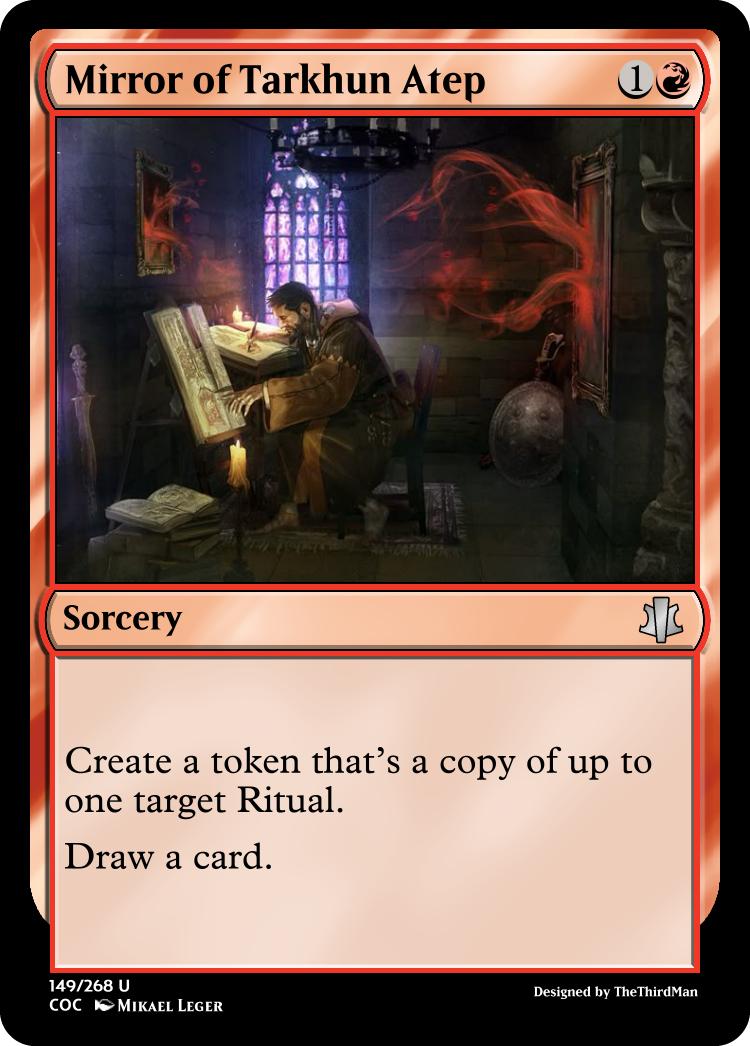 Mirror of Tarkhun Atep 1
Sorcery
Create a token that's a copy of up to
one target Ritual.
Draw a card.
149/268 U
COC Mikael Leger
Designed by TheThirdMan